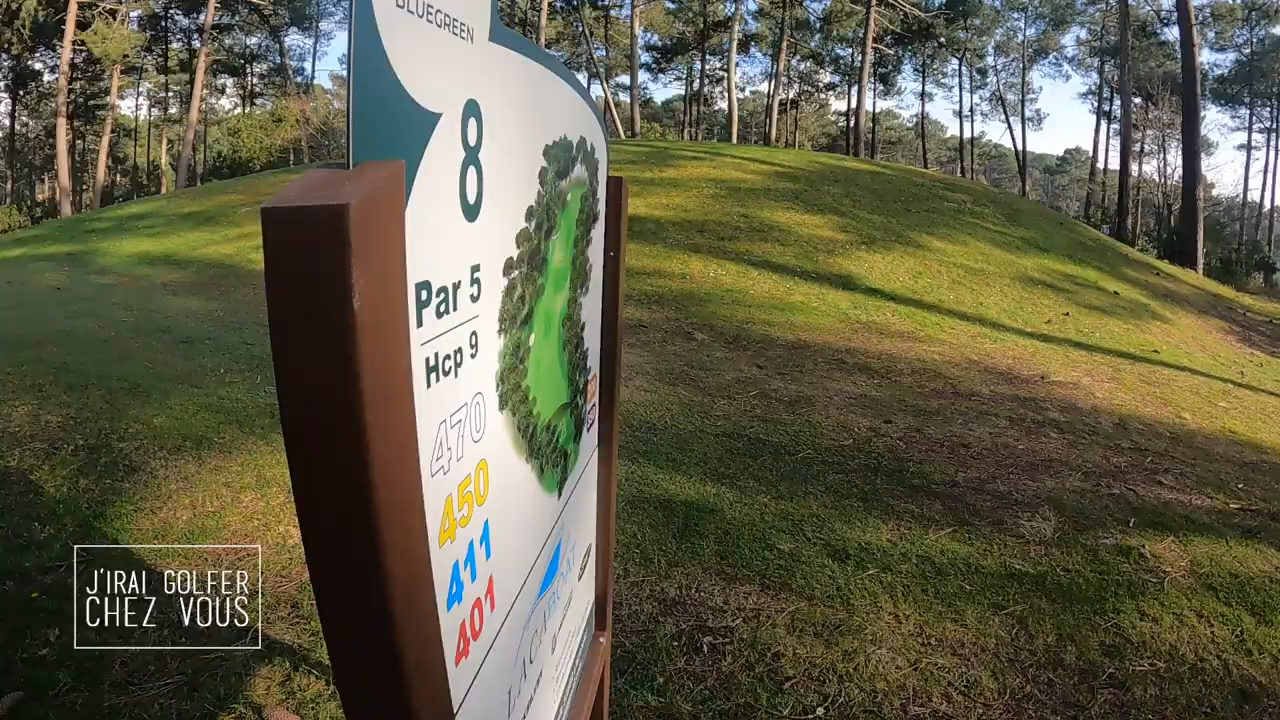 BLUEGREEN
8
Par 5
Hcp 9
470
450
411
401
J'IRAI GOLFER
CHEZ VOUS